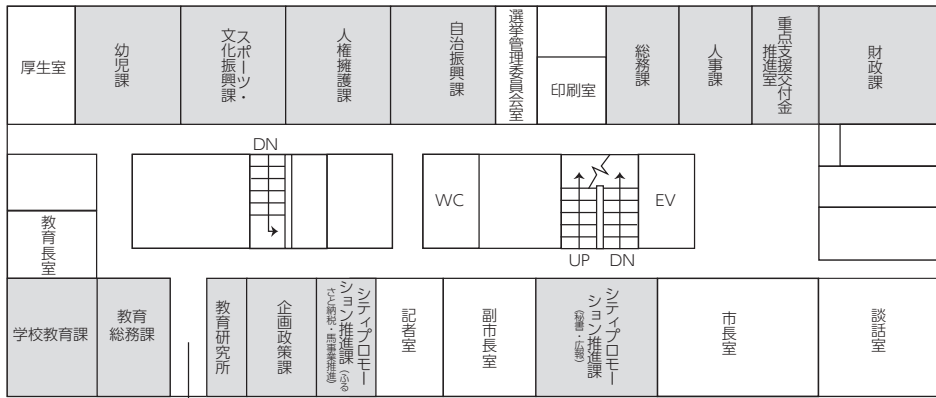 厚生室
幼児課
スポーツ・
文化振興課
人権擁護課
自治振興課
選挙管理委員会室
印刷室
総務課
人事課
重点支援交付金
推進室
財政課
DN
WC
EV
UP
DN
教育長室
学校教育課
教育
総務課
教育研究所
企画政策課
シティプロモー
ション推進課(ふる
さと納税・馬事業推進)
記者室
副市長室
シティプロモー
ション推進課
(秘書・広報)
市長室
談話室